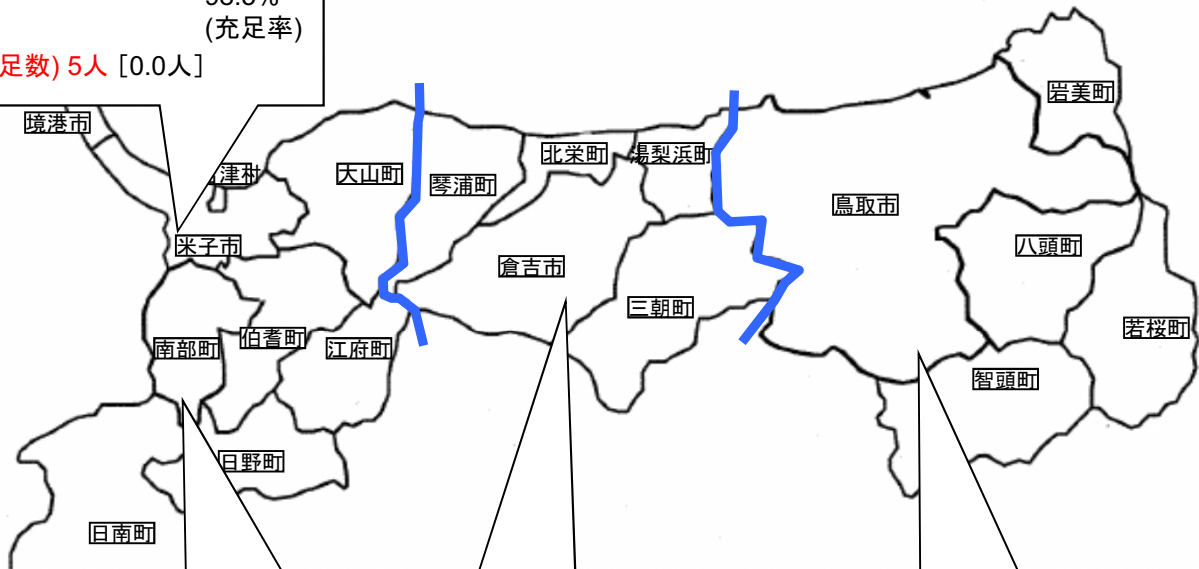 (充足率)
足数) 5人 [0.0人]
岩美町
境港市
北栄町
湯梨浜町
津村
大山町
琴浦町
鳥取市
米子市
八頭町
倉吉市
三朝町
若桜町
伯耆町
南部町
江府町
智頭町
日野町
日南町